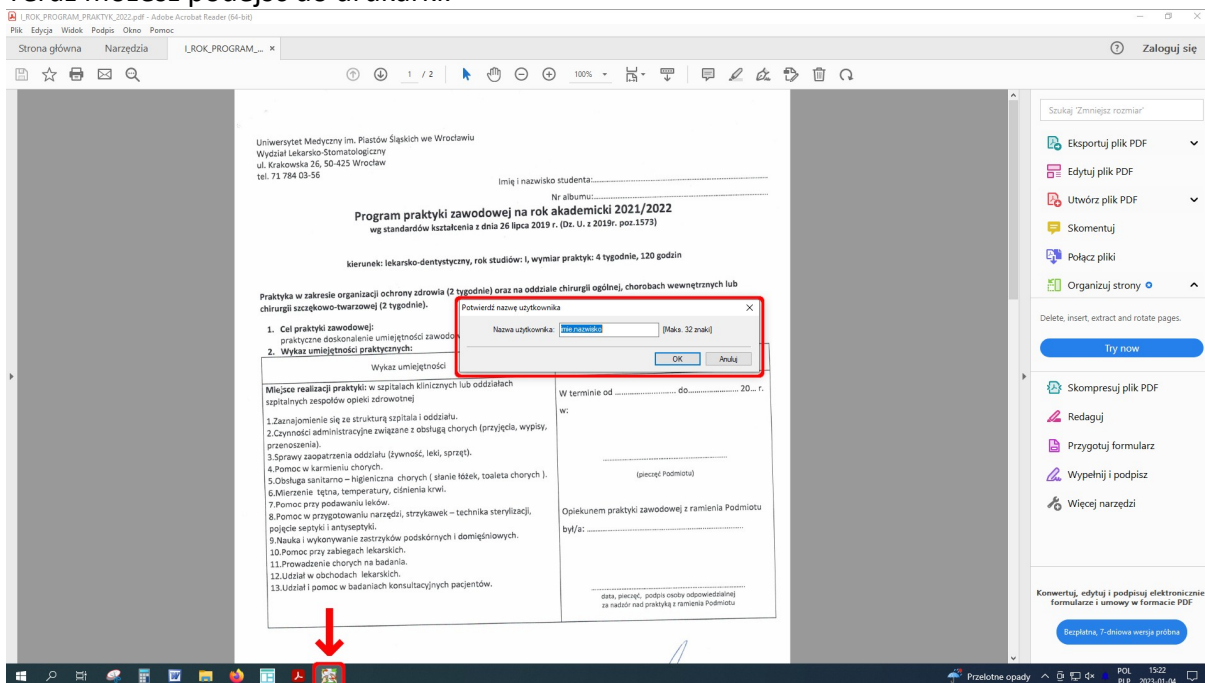 I_ROK_PROGRAM_PRAKTYK_2022.pdf - Adobe Acrobat Reader (64-bit)
Plik Edycja Widok Podpis Okno Pomoc
Strona główna Narzędzia I_ROK_PROGRAM_... × Zaloguj się
1 / 2 100%
Szukaj 'Zmniejsz rozmiar'
Eksportuj plik PDF
Edytuj plik PDF
Utwórz plik PDF
Skomentuj
Połącz pliki
Organizuj strony
Delete, insert, extract and rotate pages.
Try now
Skompresuj plik PDF
Redaguj
Przygotuj formularz
Wypełnij i podpisz
Więcej narzędzi
Konwertuj, edytuj i podpisuj elektronicznie
formularze i umowy w formacie PDF
Bezpłatna, 7-dniowa wersja próbna
Uniwersytet Medyczny im. Piastów Śląskich we Wrocławiu
Wydział Lekarsko-Stomatologiczny
ul. Krakowska 26, 50-425 Wrocław
tel. 71 784 03-56
Imię i nazwisko studenta:
Nr albumu:
Program praktyki zawodowej na rok akademicki 2021/2022
wg standardów kształcenia z dnia 26 lipca 2019 r. (Dz. U. z 2019r. poz.1573)
kierunek: lekarsko-dentystyczny, rok studiów: I, wymiar praktyk: 4 tygodnie, 120 godzin
Praktyka w zakresie organizacji ochrony zdrowia (2 tygodnie) oraz na oddziale chirurgii ogólnej, chorobach wewnętrznych lub
chirurgii szczękowo-twarzowej (2 tygodnie).
1. Cel praktyki zawodowej:
praktyczne doskonalenie umiejętności zawodo
2. Wykaz umiejętności praktycznych:
Potwierdź nazwę użytkownika ×
Nazwa użytkownika: imie.nazwisko [Maks. 32 znaki]
OK Anuluj
Wykaz umiejętności
Miejsce realizacji praktyki: w szpitalach klinicznych lub oddziałach
szpitalnych zespołów opieki zdrowotnej
1.Zaznajomienie się ze strukturą szpitala i oddziału.
2.Czynności administracyjne związane z obsługą chorych (przyjęcia, wypisy,
przenoszenia).
3.Sprawy zaopatrzenia oddziału (żywność, leki, sprzęt).
4.Pomoc w karmieniu chorych.
5.Obsługa sanitarno – higieniczna chorych ( słanie łóżek, toaleta chorych ).
6.Mierzenie tętna, temperatury, ciśnienia krwi.
7.Pomoc przy podawaniu leków.
8.Pomoc w przygotowaniu narzędzi, strzykawek – technika sterylizacji,
pojęcie septyki i antyseptyki.
9.Nauka i wykonywanie zastrzyków podskórnych i domięśniowych.
10.Pomoc przy zabiegach lekarskich.
11.Prowadzenie chorych na badania.
12.Udział w obchodach lekarskich.
13.Udział i pomoc w badaniach konsultacyjnych pacjentów.
W terminie od ........................ do........................ 20... r.
w:
(pieczęć Podmiotu)
Opiekunem praktyki zawodowej z ramienia Podmiotu
był/a:
data, pieczęć, podpis osoby odpowiedzialnej
za nadzór nad praktyką z ramienia Podmiotu
Przelotne opady POL 15:22
PLP 2023-01-04